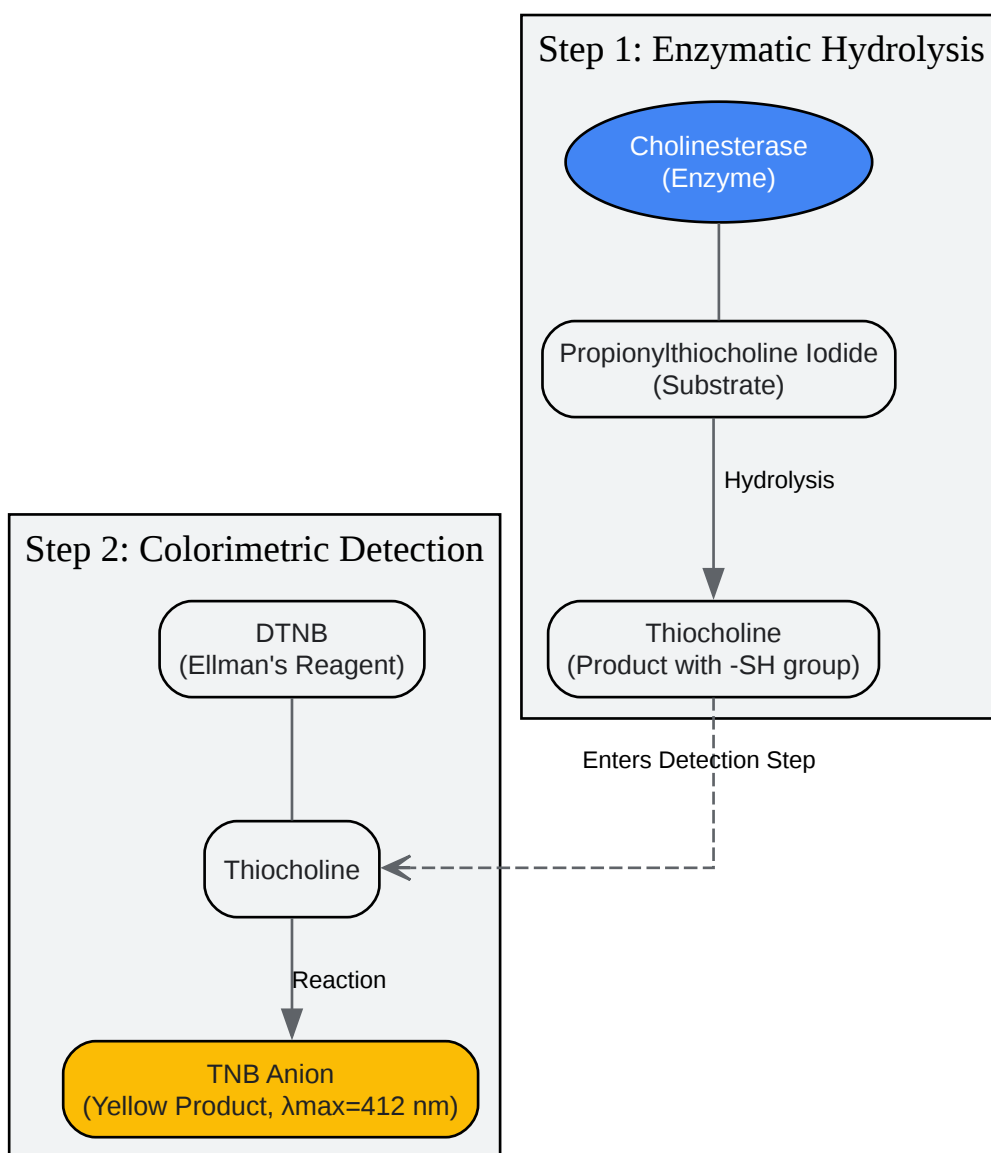 Step 1: Enzymatic Hydrolysis
Cholinesterase
(Enzyme)
Propionylthiocholine Iodide
(Substrate)
Hydrolysis
Thiocholine
(Product with -SH group)
Enters Detection Step
Step 2: Colorimetric Detection
DTNB
(Ellman's Reagent)
Thiocholine
Reaction
TNB Anion
(Yellow Product, λmax=412 nm)